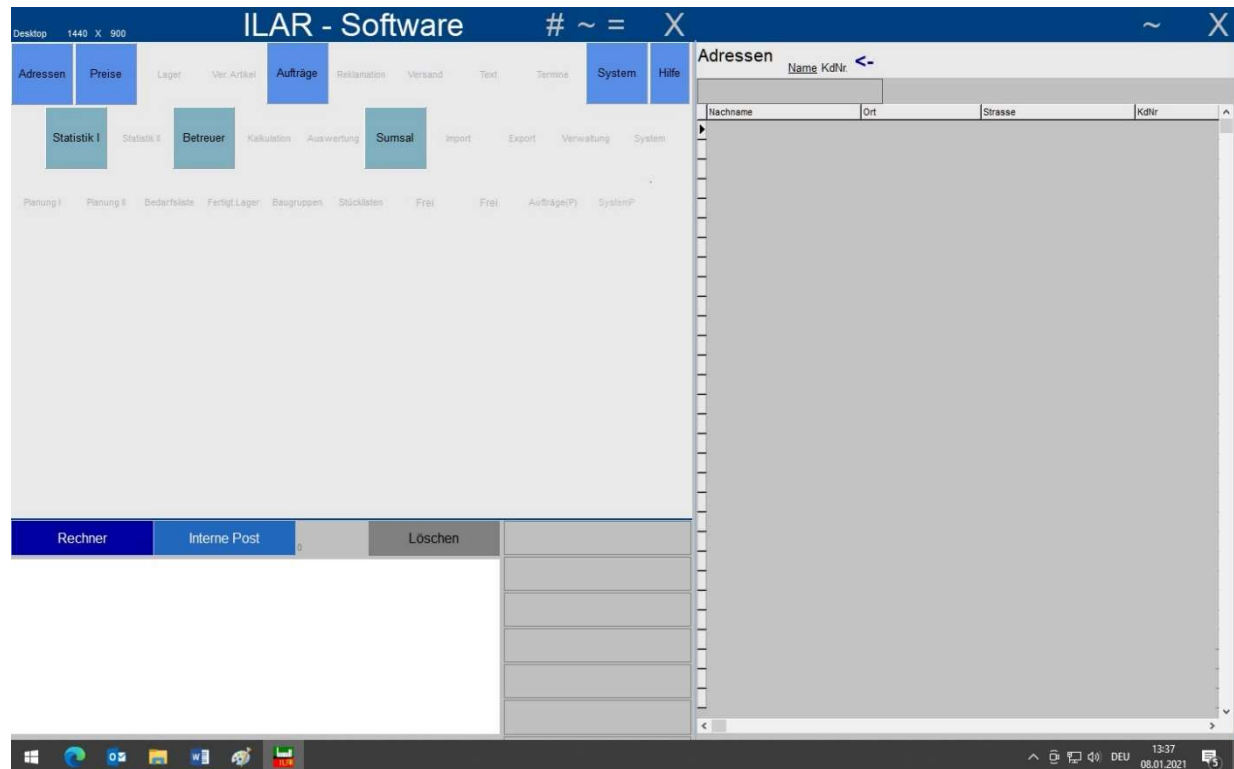 Desktop 1440 X 900 ILAR - Software # ~ = X ~ X
Adressen Preise Lager Ver. Artikel Aufträge Reklamation Versand Text Termine System Hilfe
Adressen Name KdNr. <-
Nachname Ort Strasse KdNr
Statistik I Statistik II Betreuer Kalkulation Auswertung Sumsal Import Export Verwaltung System
Planung I Planung II Bedarfsliste Fertigt.Lager Baugruppen Stücklisten Frei Frei Aufträge(P) SystemP
Rechner Interne Post 0 Löschen
DEU 13:37
08.01.2021 5